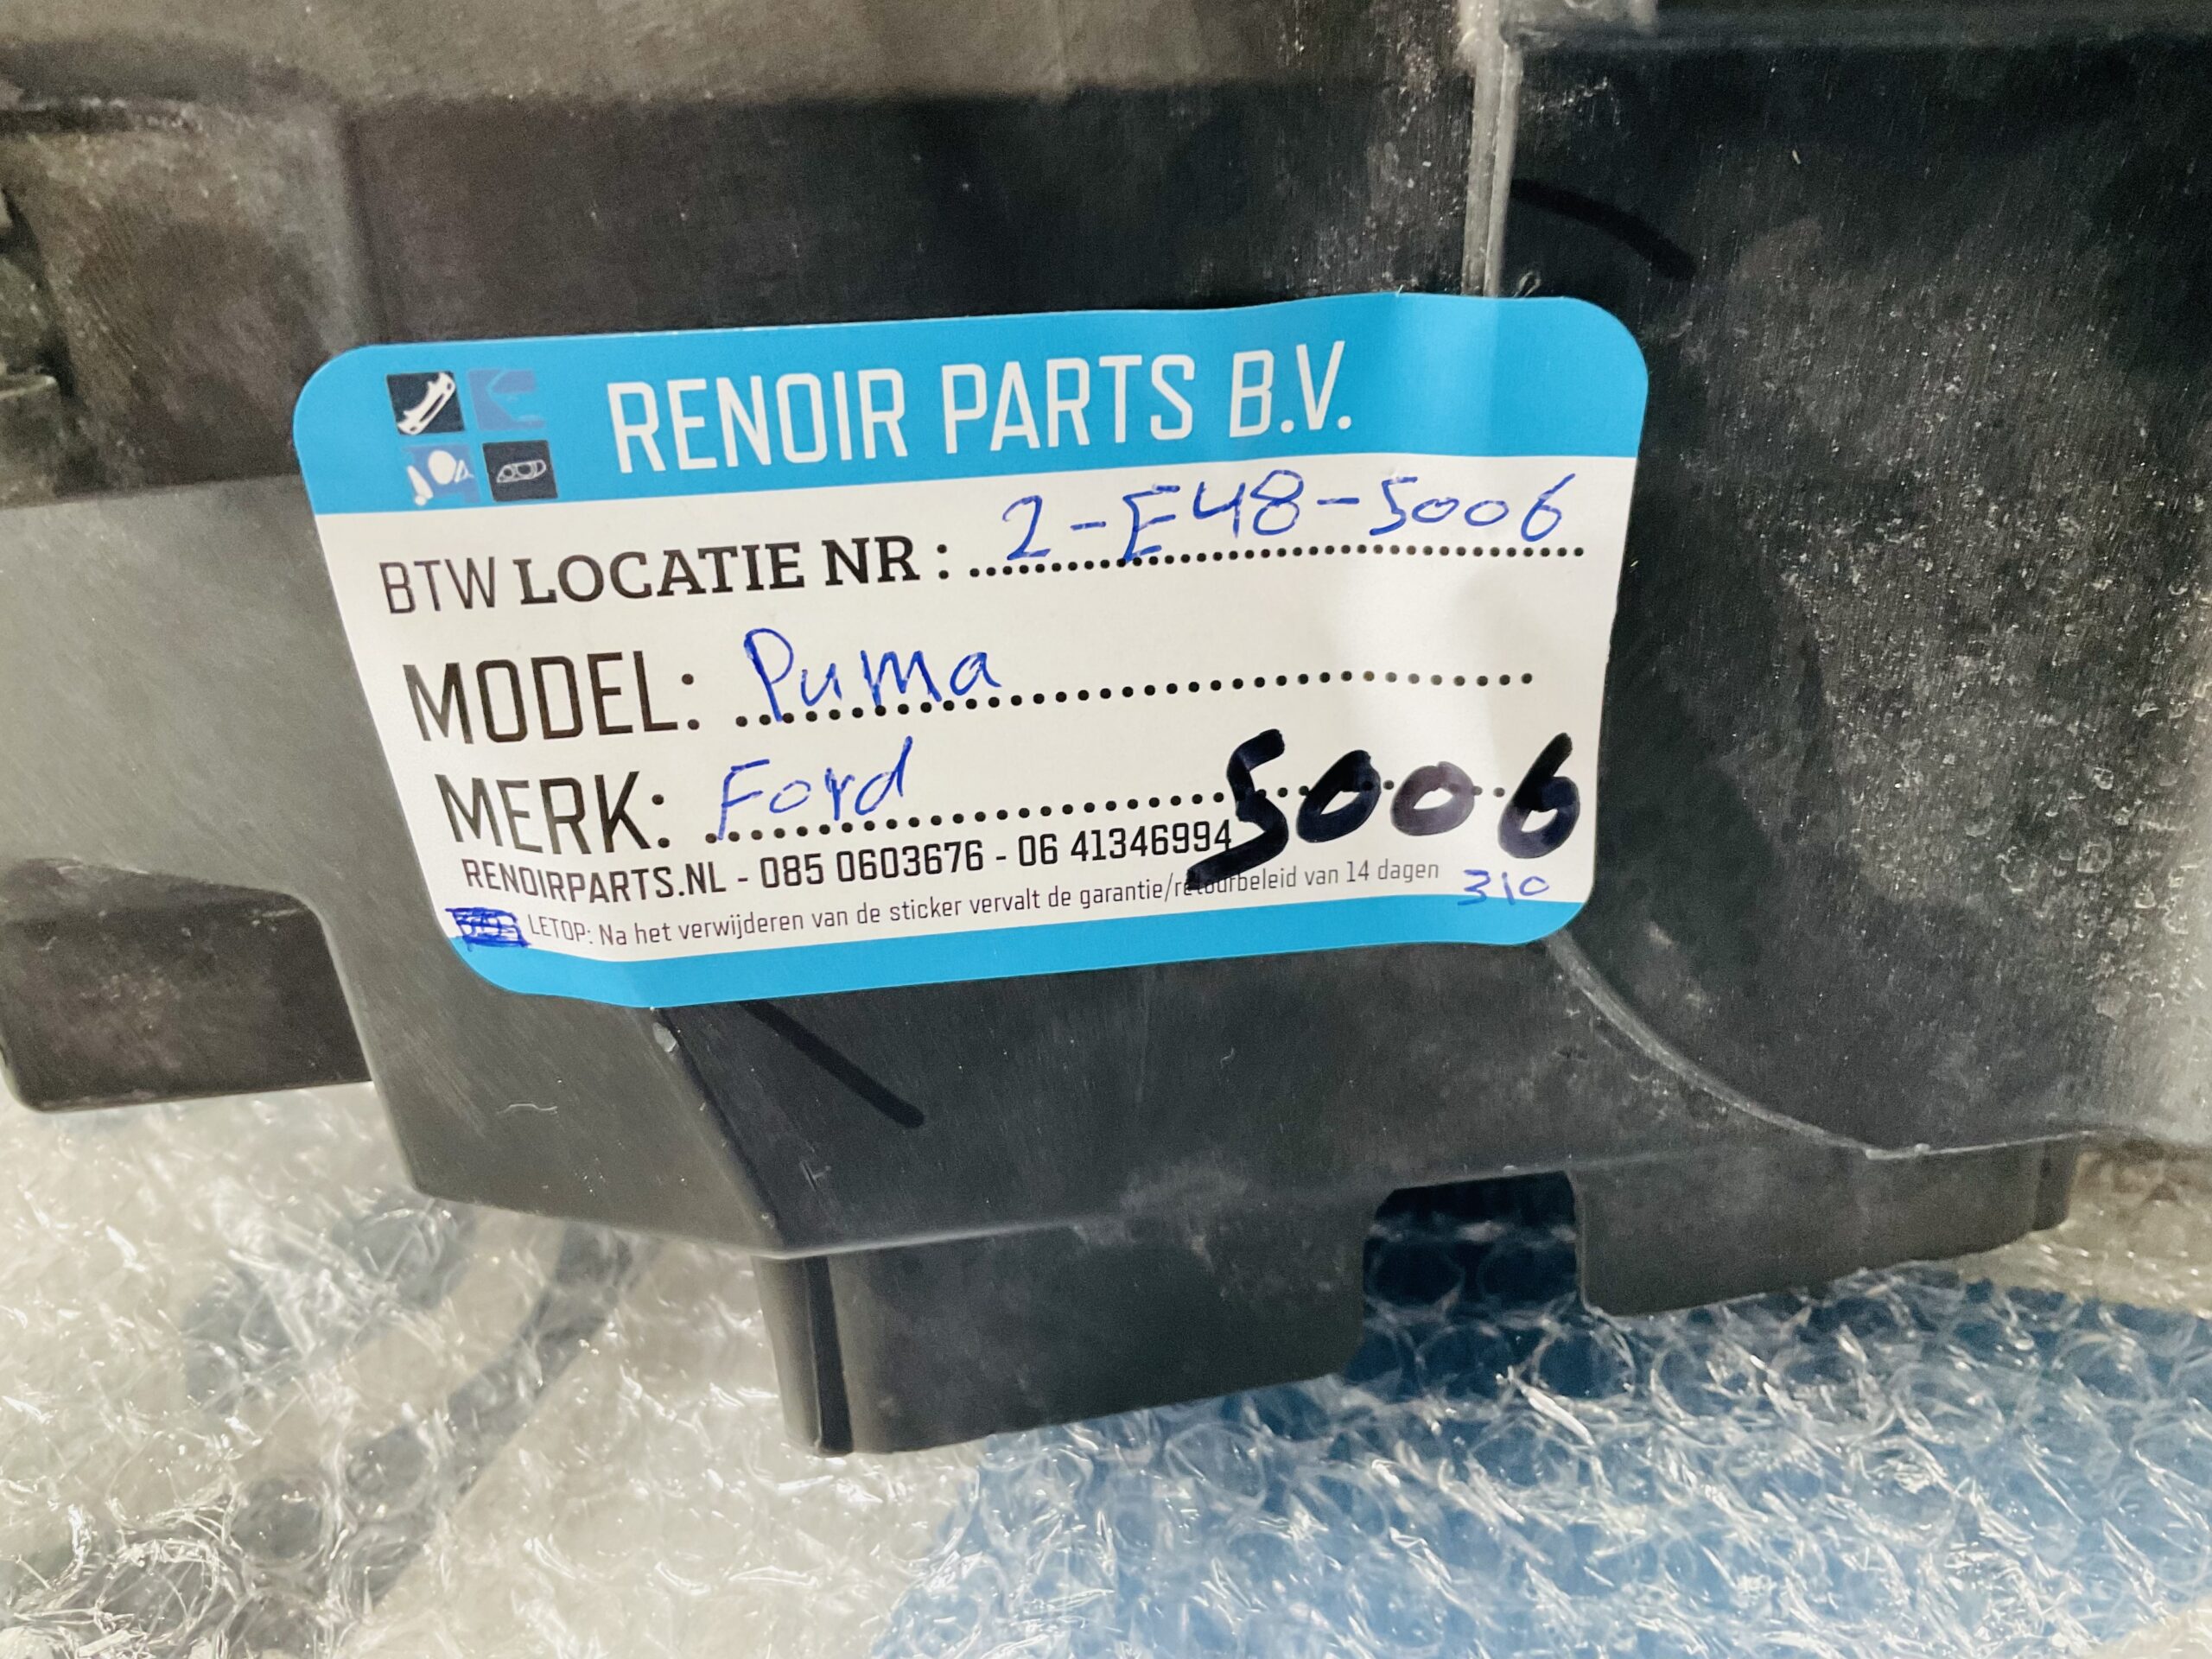 RENOIR PARTS B.V.
BTW LOCATIE NR : 2-E48-5006
MODEL: Puma
MERK: Ford
5006
RENOIRPARTS.NL - 085 0603676 - 06 41346994
LETOP: Na het verwijderen van de sticker vervalt de garantie/retourbeleid van 14 dagen
310